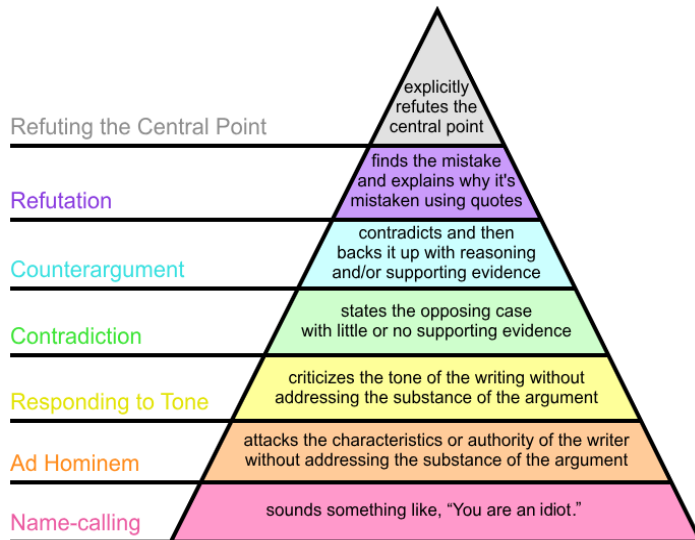 explicitly
refutes the
central point
Refuting the Central Point
finds the mistake
and explains why it's
mistaken using quotes
Refutation
contradicts and then
backs it up with reasoning
and/or supporting evidence
Counterargument
states the opposing case
with little or no supporting evidence
Contradiction
criticizes the tone of the writing without
addressing the substance of the argument
Responding to Tone
attacks the characteristics or authority of the writer
without addressing the substance of the argument
Ad Hominem
sounds something like, “You are an idiot.”
Name-calling